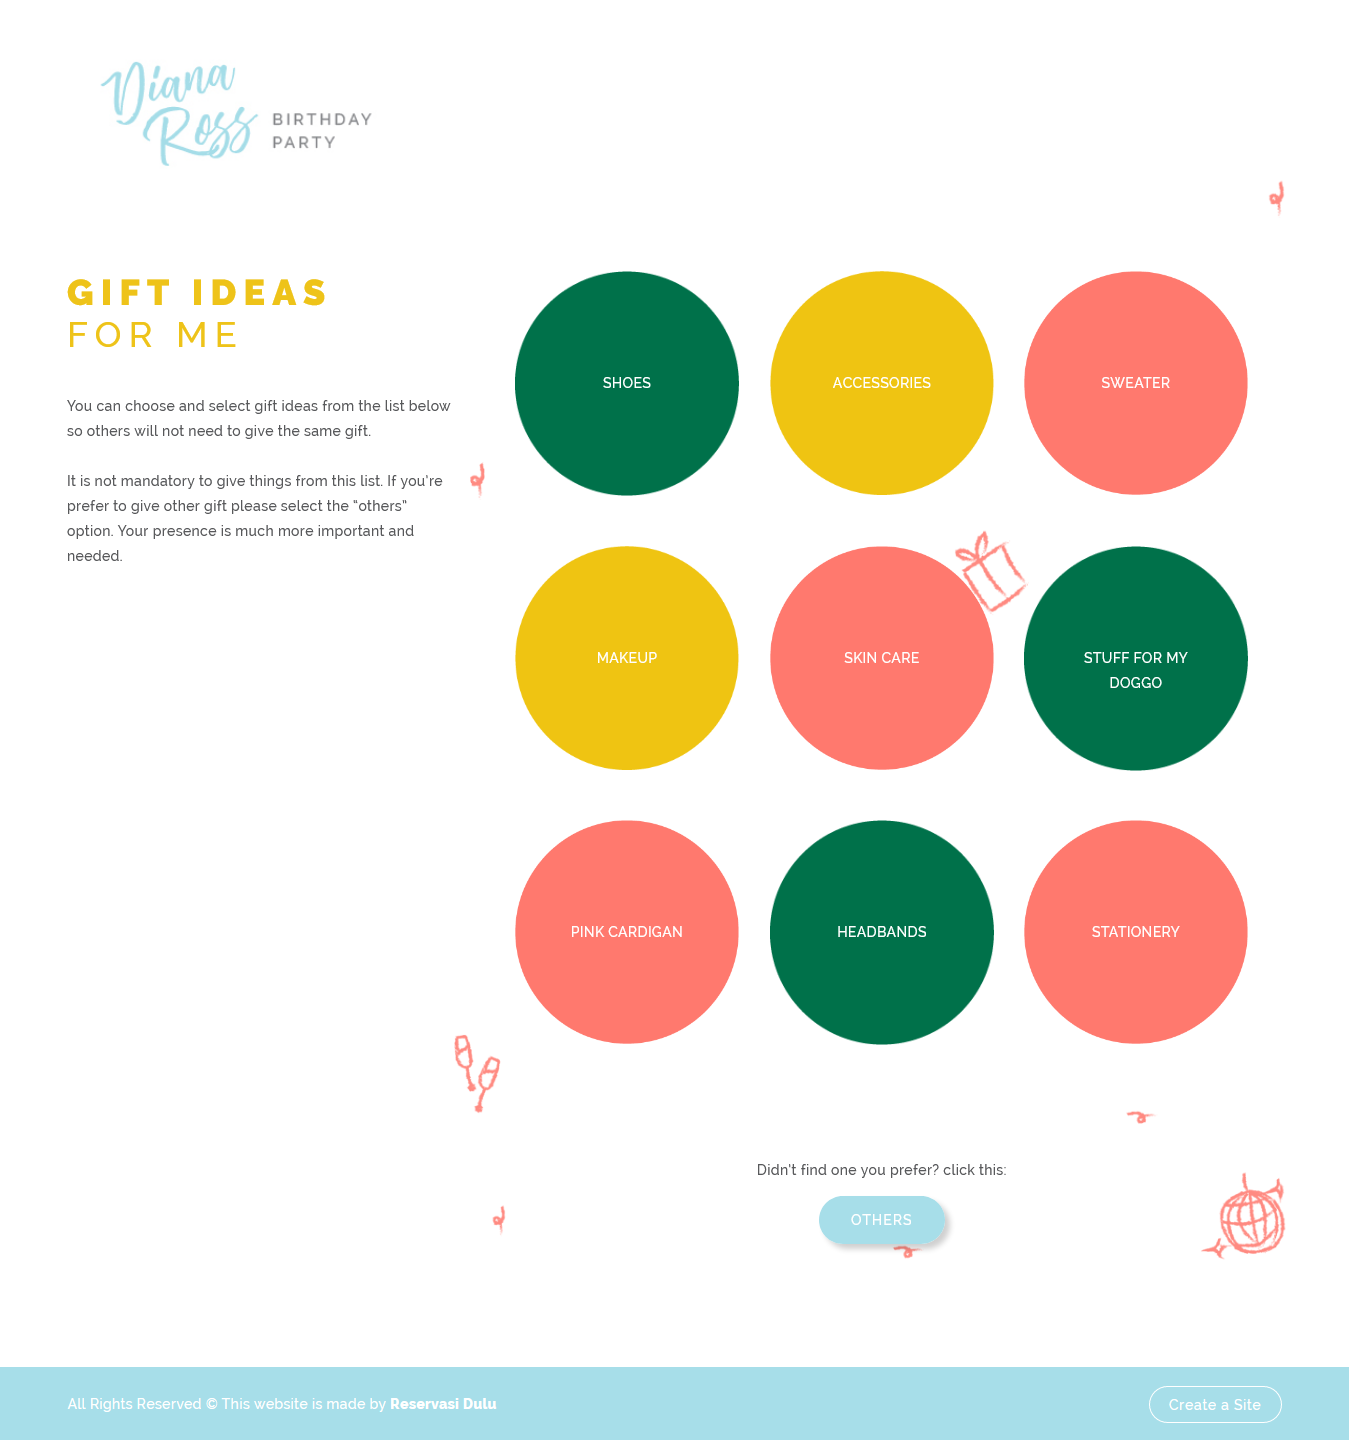 Diana
Ross
BIRTHDAY
PARTY
GIFT IDEAS
FOR ME
You can choose and select gift ideas from the list below
so others will not need to give the same gift.
It is not mandatory to give things from this list. If you're
prefer to give other gift please select the “others”
option. Your presence is much more important and
needed.
SHOES
ACCESSORIES
SWEATER
MAKEUP
SKIN CARE
STUFF FOR MY
DOGGO
PINK CARDIGAN
HEADBANDS
STATIONERY
Didn't find one you prefer? click this:
OTHERS
All Rights Reserved © This website is made by Reservasi Dulu
Create a Site